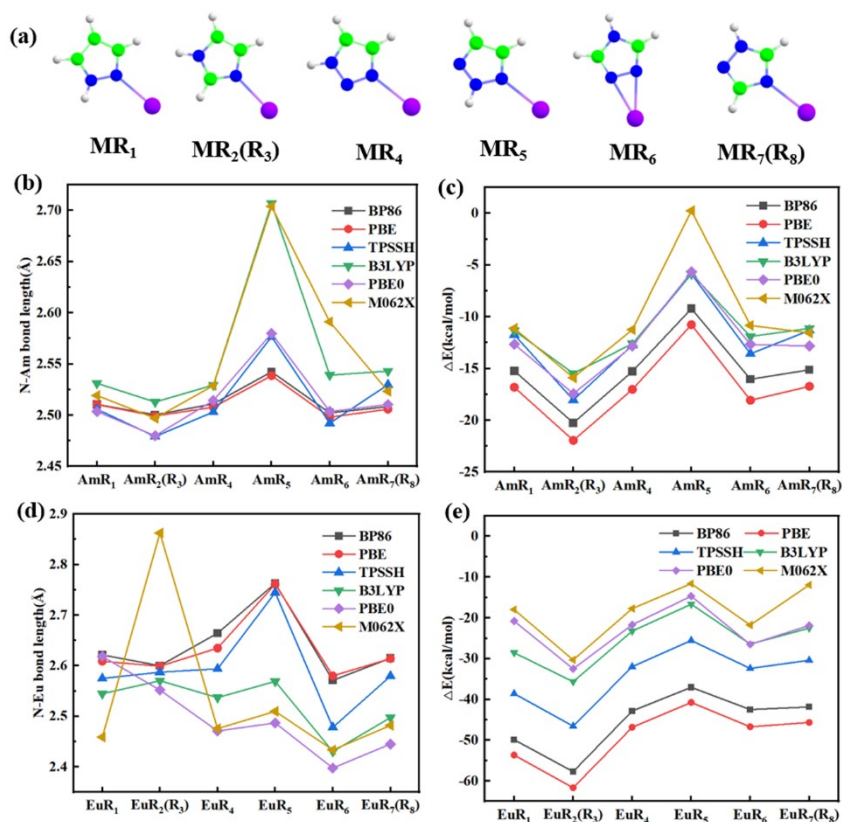 (a)
MR1
MR2(R3)
MR4
MR5
MR6
MR7(R8)
(b)
N-Am bond length(Å)
2.70
2.65
2.60
2.55
2.50
2.45
BP86
PBE
TPSSH
B3LYP
PBE0
M062X
AmR1
AmR2(R3)
AmR4
AmR5
AmR6
AmR7(R8)
(c)
△E(kcal/mol)
0
-5
-10
-15
-20
-25
BP86
PBE
TPSSH
B3LYP
PBE0
M062X
AmR1
AmR2(R3)
AmR4
AmR5
AmR6
AmR7(R8)
(d)
N-Eu bond length(Å)
2.9
2.8
2.7
2.6
2.5
2.4
BP86
PBE
TPSSH
B3LYP
PBE0
M062X
EuR1
EuR2(R3)
EuR4
EuR5
EuR6
EuR7(R8)
(e)
△E(kcal/mol)
0
-10
-20
-30
-40
-50
-60
BP86 PBE
TPSSH B3LYP
PBE0 M062X
EuR1
EuR2(R3)
EuR4
EuR5
EuR6
EuR7(R8)